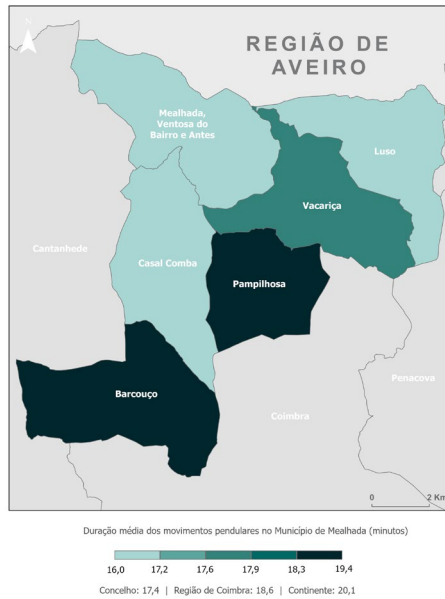 N
REGIÃO DE
AVEIRO
Mealhada,
Ventosa do
Bairro e Antes
Luso
Vacariça
Cantanhede
Casal Comba
Pampilhosa
Penacova
Barcouço
Coimbra
0 2 Km
Duração média dos movimentos pendulares no Município de Mealhada (minutos)
16,0 17,2 17,6 17,9 18,3 19,4
Concelho: 17,4 | Região de Coimbra: 18,6 | Continente: 20,1